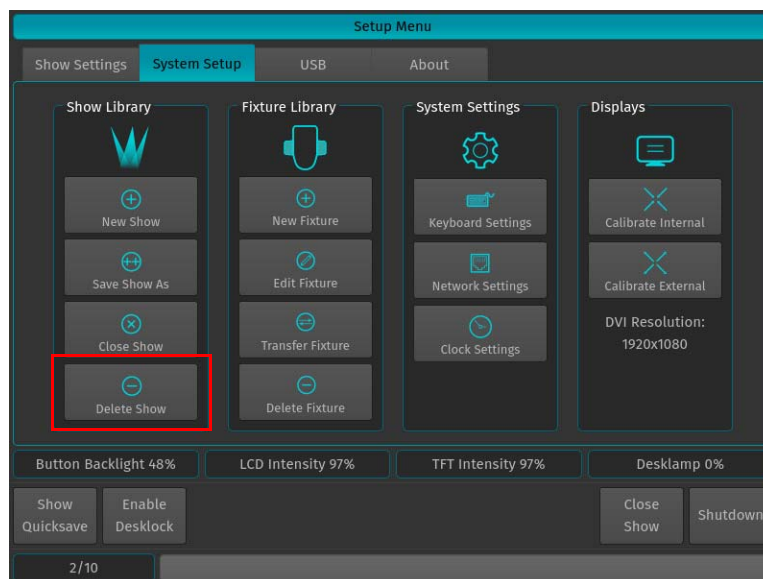 Setup Menu
Show Settings
System Setup
USB
About
Show Library
New Show
Save Show As
Close Show
Delete Show
Fixture Library
New Fixture
Edit Fixture
Transfer Fixture
Delete Fixture
System Settings
Keyboard Settings
Network Settings
Clock Settings
Displays
Calibrate Internal
Calibrate External
DVI Resolution:
1920x1080
Button Backlight 48%
LCD Intensity 97%
TFT Intensity 97%
Desklamp 0%
Show
Quicksave
Enable
Desklock
Close
Show
Shutdown
2/10